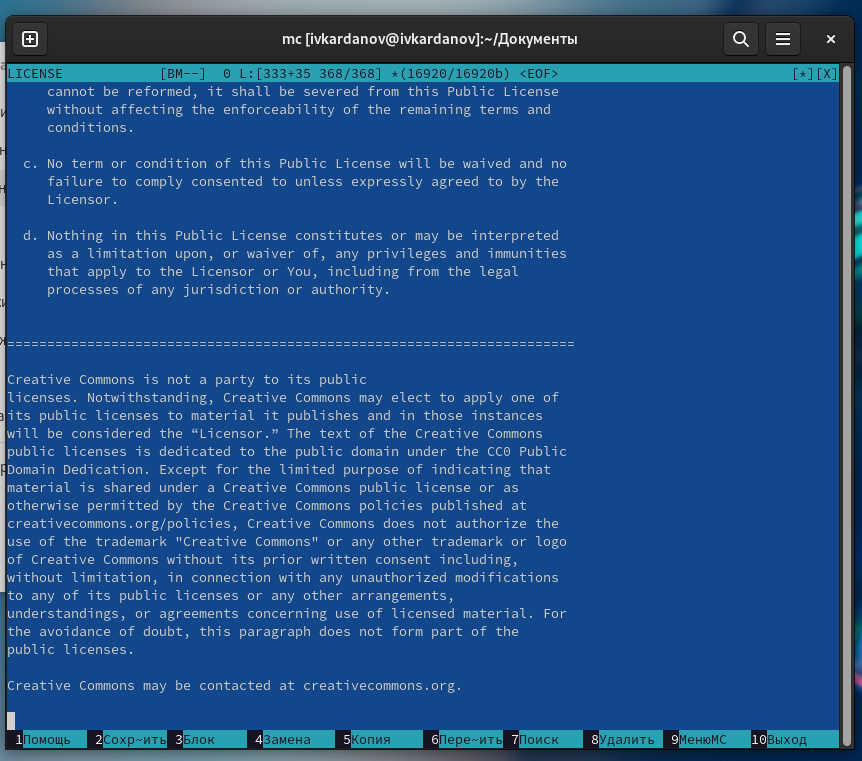 mc [ivkardanov@ivkardanov]:~/Документы
LICENSE [BM--] 0 L:[333+35 368/368] *(16920/16920b) <EOF> [*][X]
cannot be reformed, it shall be severed from this Public License
without affecting the enforceability of the remaining terms and
conditions.
c. No term or condition of this Public License will be waived and no
failure to comply consented to unless expressly agreed to by the
Licensor.
d. Nothing in this Public License constitutes or may be interpreted
as a limitation upon, or waiver of, any privileges and immunities
that apply to the Licensor or You, including from the legal
processes of any jurisdiction or authority.
=======================================================================
Creative Commons is not a party to its public
licenses. Notwithstanding, Creative Commons may elect to apply one of
its public licenses to material it publishes and in those instances
will be considered the “Licensor.” The text of the Creative Commons
public licenses is dedicated to the public domain under the CC0 Public
Domain Dedication. Except for the limited purpose of indicating that
material is shared under a Creative Commons public license or as
otherwise permitted by the Creative Commons policies published at
creativecommons.org/policies, Creative Commons does not authorize the
use of the trademark "Creative Commons" or any other trademark or logo
of Creative Commons without its prior written consent including,
without limitation, in connection with any unauthorized modifications
to any of its public licenses or any other arrangements,
understandings, or agreements concerning use of licensed material. For
the avoidance of doubt, this paragraph does not form part of the
public licenses.
Creative Commons may be contacted at creativecommons.org.
1Помощь 2Сохр~ить 3Блок 4Замена 5Копия 6Пере~ить 7Поиск 8Удалить 9МенюМС 10Выход